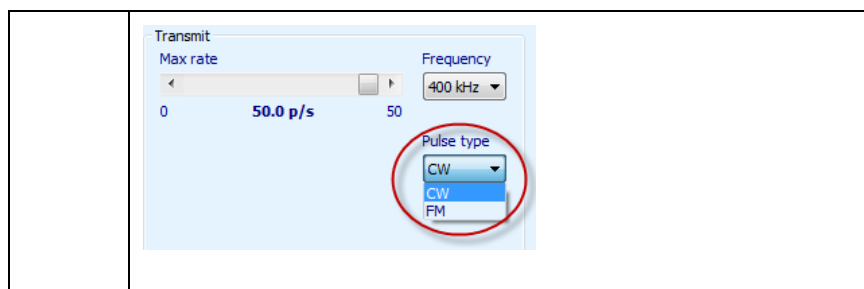 Transmit
Max rate
Frequency
400 kHz
0 50.0 p/s 50
Pulse type
CW
CW
FM